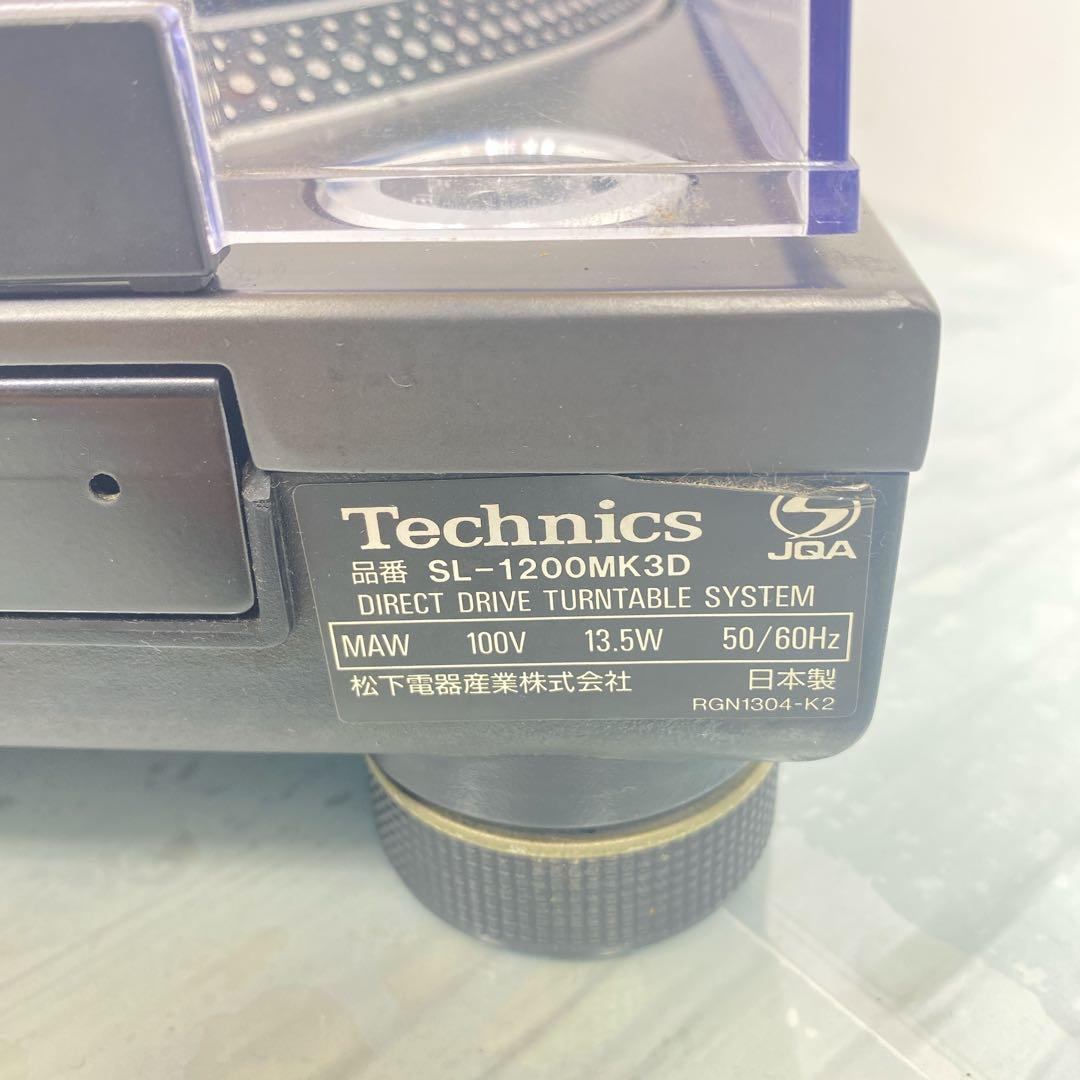 Technics
JQA
品番 SL-1200MK3D
DIRECT DRIVE TURNTABLE SYSTEM
MAW 100V 13.5W 50/60Hz
松下電器産業株式会社 日本製
RGN1304-K2